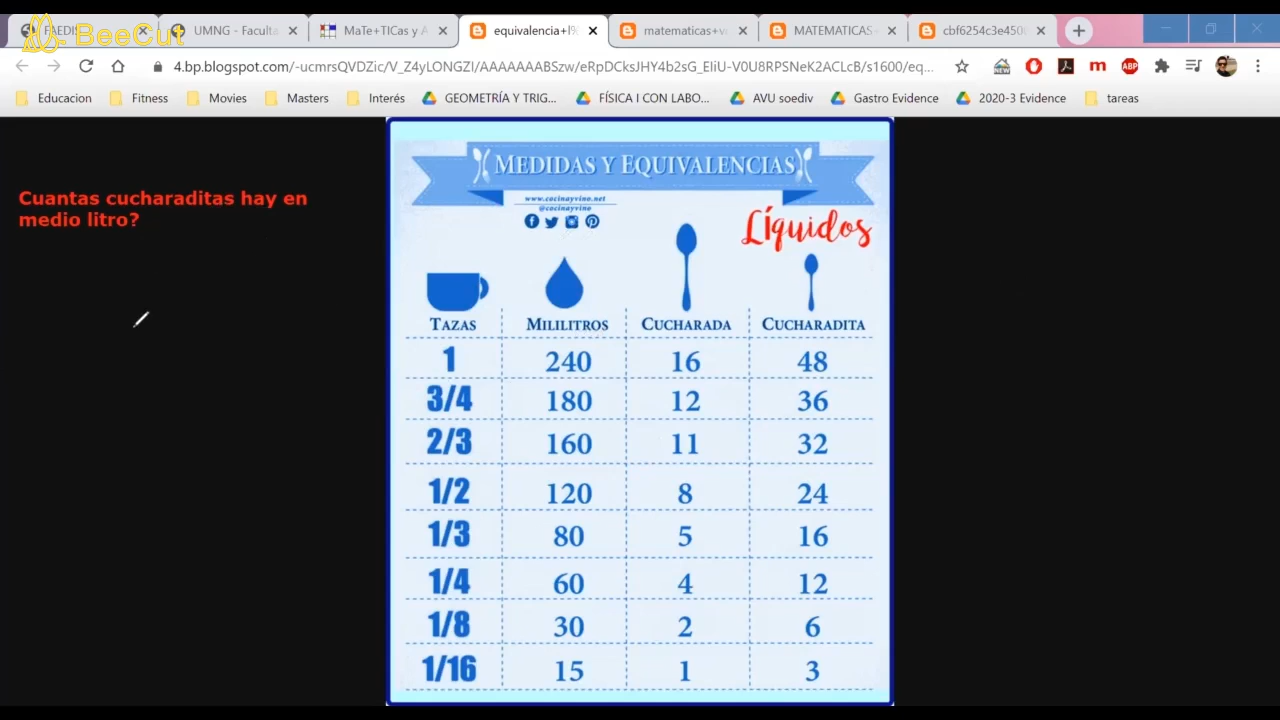 BeeCut
UMNG - Faculta
MaTe+TICas y A
equivalencia+l
matematicas+v
MATEMATICAS
cbf6254c3e450
4.bp.blogspot.com/-ucmrsQVDZic/V_Z4yLONGZI/AAAAAAABSzw/eRpDCksJHY4b2sG_EIiU-V0U8RPSNeK2ACLcB/s1600/eq...
NEW
ABP
Educacion
Fitness
Movies
Masters
Interés
GEOMETRÍA Y TRIG...
FÍSICA I CON LABO...
AVU soediv
Gastro Evidence
2020-3 Evidence
tareas
Cuantas cucharaditas hay en
medio litro?
MEDIDAS Y EQUIVALENCIAS
www.cocinayvino.net
@cocinayvino
Líquidos
TAZAS MILILITROS CUCHARADA CUCHARADITA
1 240 16 48
3/4 180 12 36
2/3 160 11 32
1/2 120 8 24
1/3 80 5 16
1/4 60 4 12
1/8 30 2 6
1/16 15 1 3